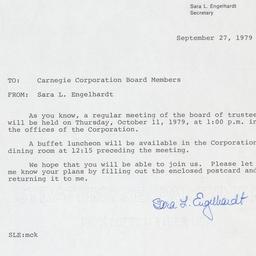 Sara L. Engelhardt
Secretary
September 27, 1979
TO: Carnegie Corporation Board Members
FROM: Sara L. Engelhardt
As you know, a regular meeting of the board of trustee
will be held on Thursday, October 11, 1979, at 1:00 p.m. in
the offices of the Corporation.
A buffet luncheon will be available in the Corporation
dining room at 12:15 preceding the meeting.
We hope that you will be able to join us. Please let
me know your plans by filling out the enclosed postcard and
returning it to me.
Sara L. Engelhardt
SLE:mck